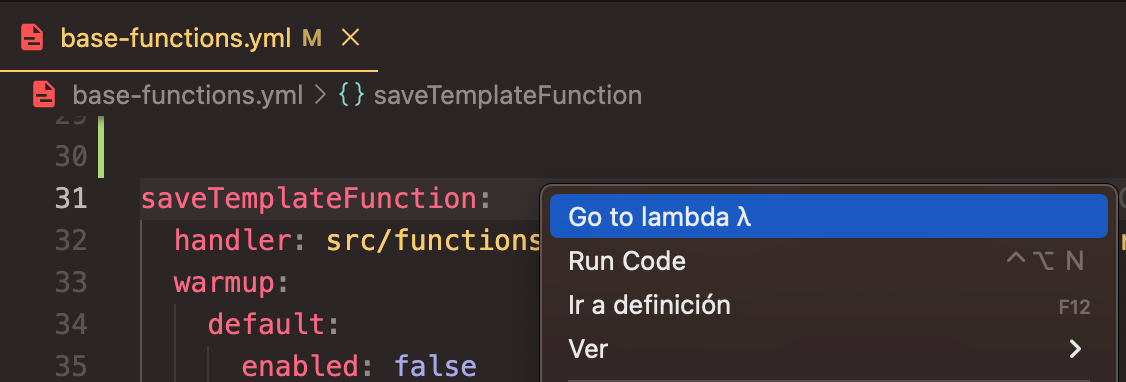 base-functions.yml M ×
base-functions.yml > {} saveTemplateFunction
29
30
31 saveTemplateFunction:
32 handler: src/functions
33 warmup:
34 default:
35 enabled: false
Go to lambda λ
Run Code ^⌥ N
Ir a definición F12
Ver >